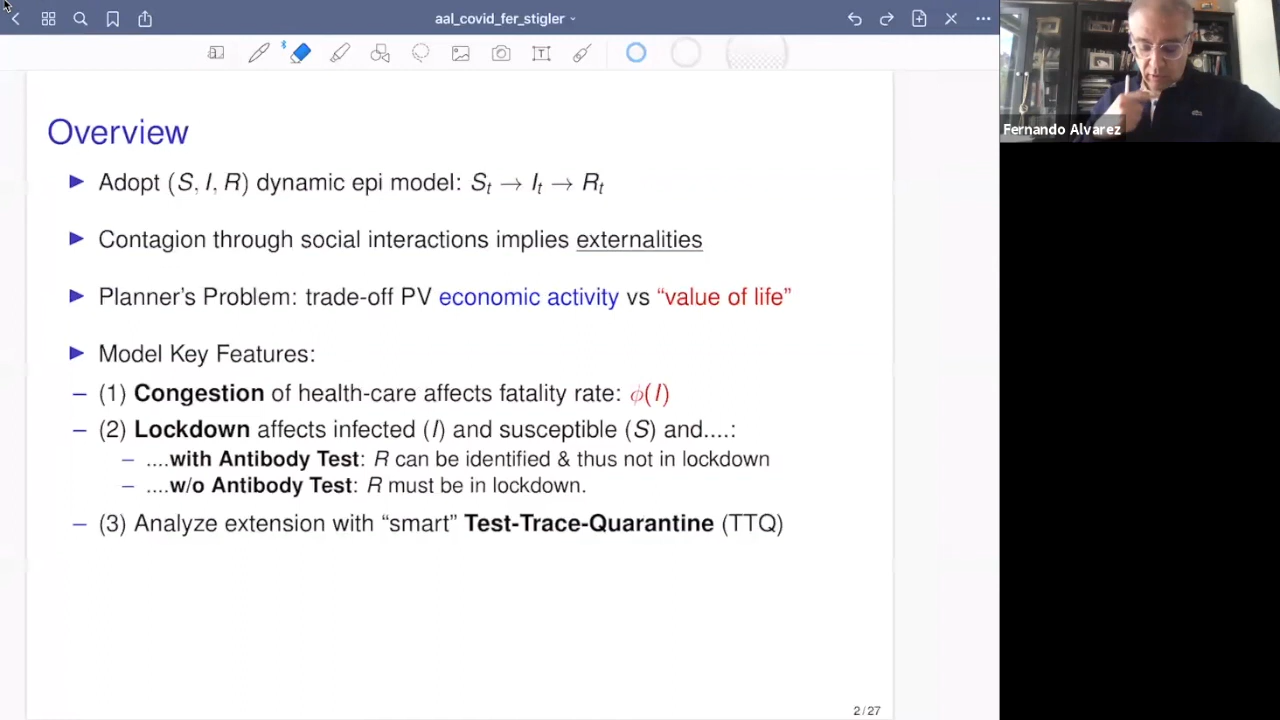 aal_covid_fer_stigler
Fernando Alvarez
Overview
Adopt (S, I, R) dynamic epi model: Sₜ → Iₜ → Rₜ
Contagion through social interactions implies externalities
Planner's Problem: trade-off PV economic activity vs “value of life”
Model Key Features:
– (1) Congestion of health-care affects fatality rate: ϕ(I)
– (2) Lockdown affects infected (I) and susceptible (S) and....:
– ....with Antibody Test: R can be identified & thus not in lockdown
– ....w/o Antibody Test: R must be in lockdown.
– (3) Analyze extension with “smart” Test-Trace-Quarantine (TTQ)
2 / 27